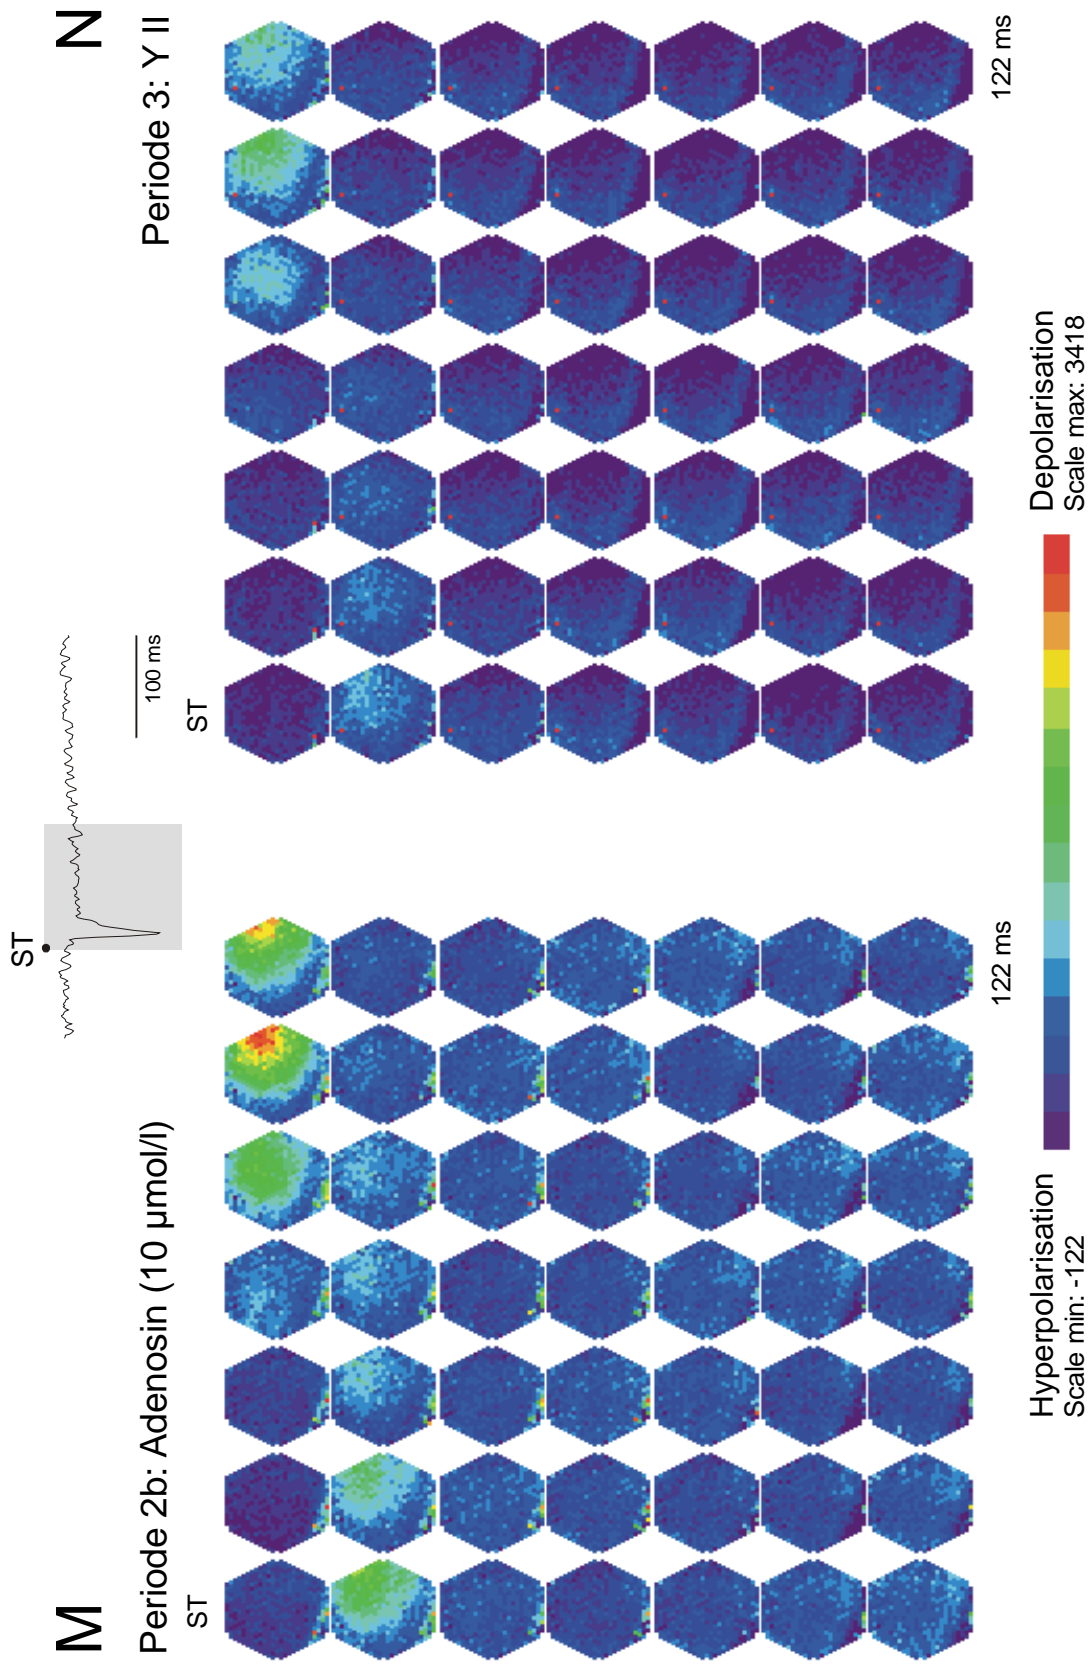 M
Periode 2b: Adenosin (10 µmol/l)
ST
122 ms
ST
100 ms
N
Periode 3: Y II
ST
122 ms
Hyperpolarisation
Scale min: -122
Depolarisation
Scale max: 3418